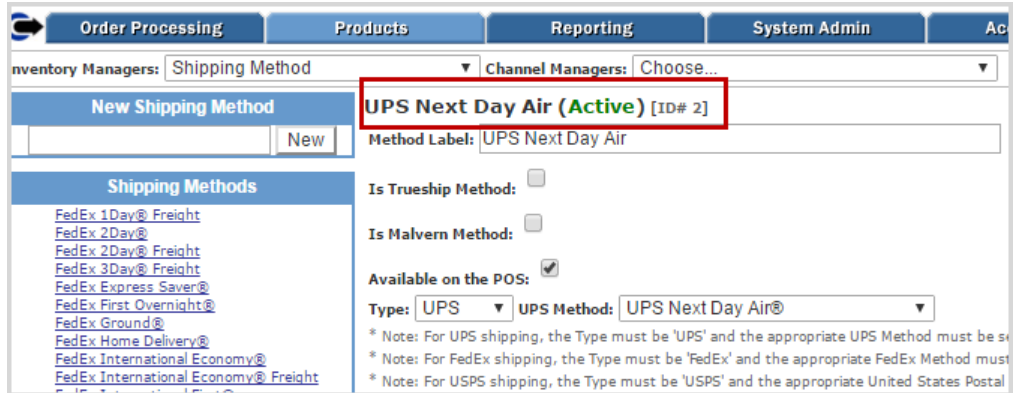 Order Processing Products Reporting System Admin
nventory Managers: Shipping Method Channel Managers: Choose...
New Shipping Method
New
Shipping Methods
FedEx 1Day® Freight
FedEx 2Day®
FedEx 2Day® Freight
FedEx 3Day® Freight
FedEx Express Saver®
FedEx First Overnight®
FedEx Ground®
FedEx Home Delivery®
FedEx International Economy®
FedEx International Economy® Freight
UPS Next Day Air (Active) [ID# 2]
Method Label: UPS Next Day Air
Is Trueship Method:
Is Malvern Method:
Available on the POS:
Type: UPS UPS Method: UPS Next Day Air®
* Note: For UPS shipping, the Type must be 'UPS' and the appropriate UPS Method must be
* Note: For FedEx shipping, the Type must be 'FedEx' and the appropriate FedEx Method must
* Note: For USPS shipping, the Type must be 'USPS' and the appropriate United States Postal